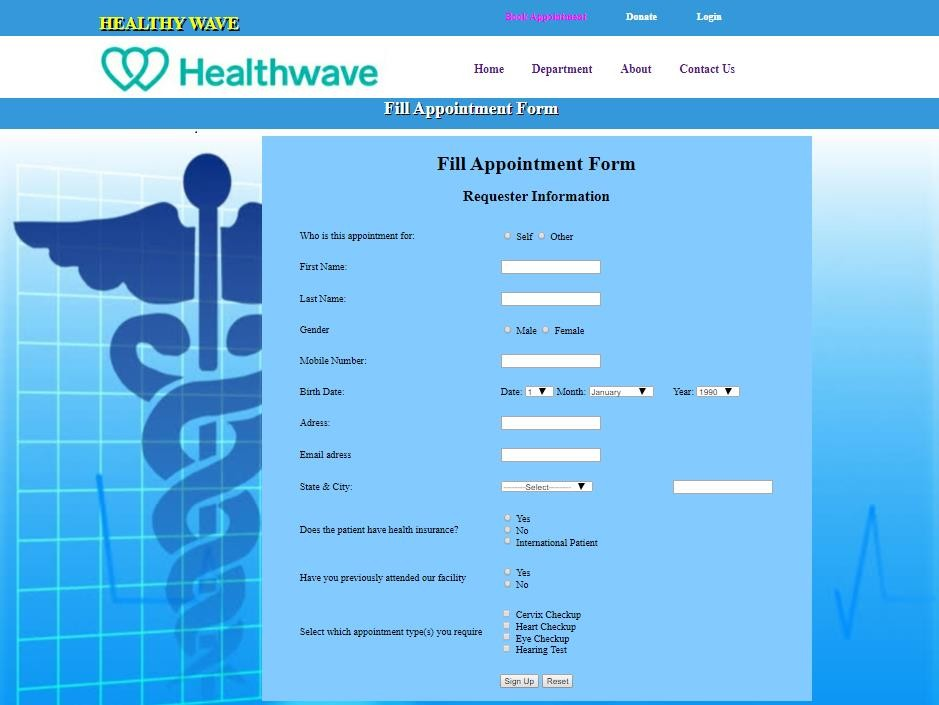 HEALTHY WAVE
Book Appointment Donate Login
Healthwave
Home Department About Contact Us
Fill Appointment Form
Fill Appointment Form
Requester Information
Who is this appointment for: Self Other
First Name:
Last Name:
Gender Male Female
Mobile Number:
Birth Date: Date: 1 Month: January Year: 1990
Adress:
Email adress
State & City: --------Select--------
Does the patient have health insurance?
Yes
No
International Patient
Have you previously attended our facility
Yes
No
Select which appointment type(s) you require
Cervix Checkup
Heart Checkup
Eye Checkup
Hearing Test
Sign Up Reset